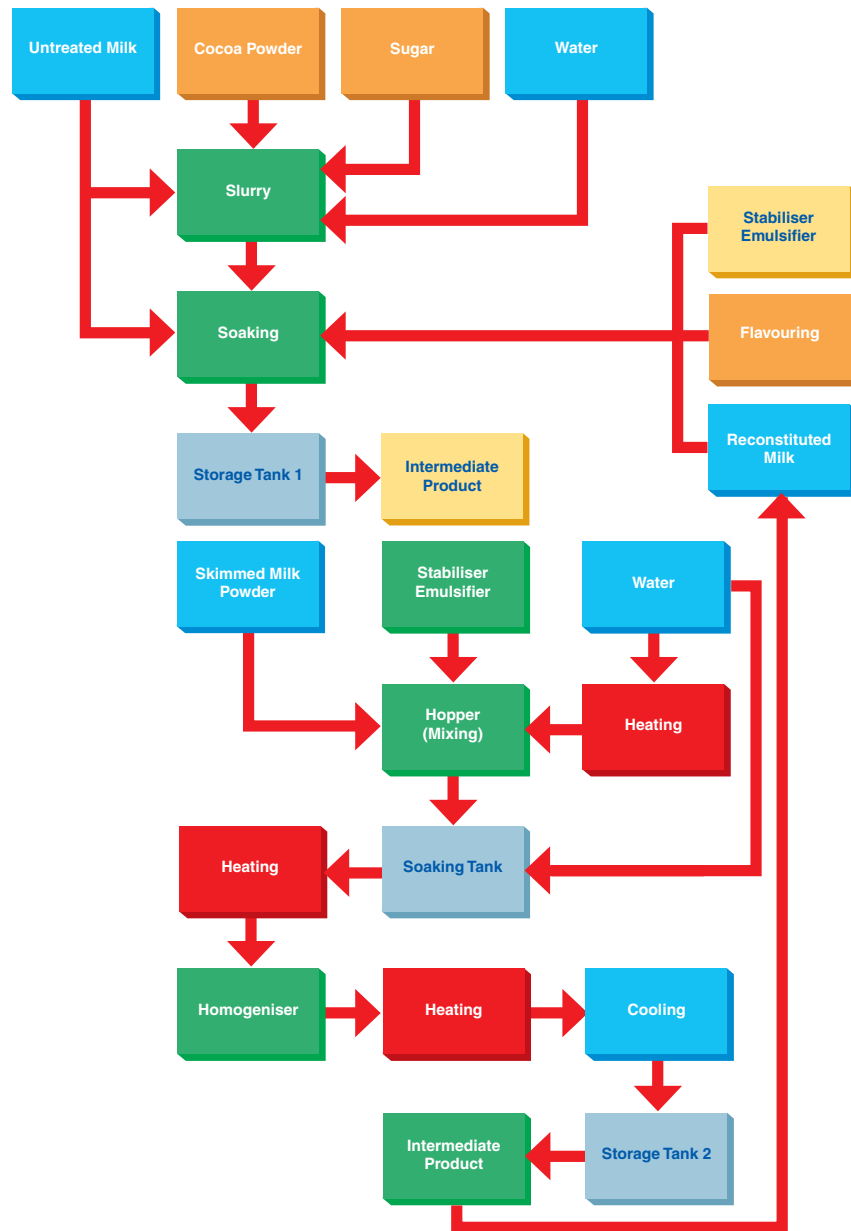 Untreated Milk
Cocoa Powder
Sugar
Water
Slurry
Stabiliser
Emulsifier
Soaking
Flavouring
Reconstituted
Milk
Storage Tank 1
Intermediate
Product
Skimmed Milk
Powder
Stabiliser
Emulsifier
Water
Hopper
(Mixing)
Heating
Heating
Soaking Tank
Homogeniser
Heating
Cooling
Intermediate
Product
Storage Tank 2